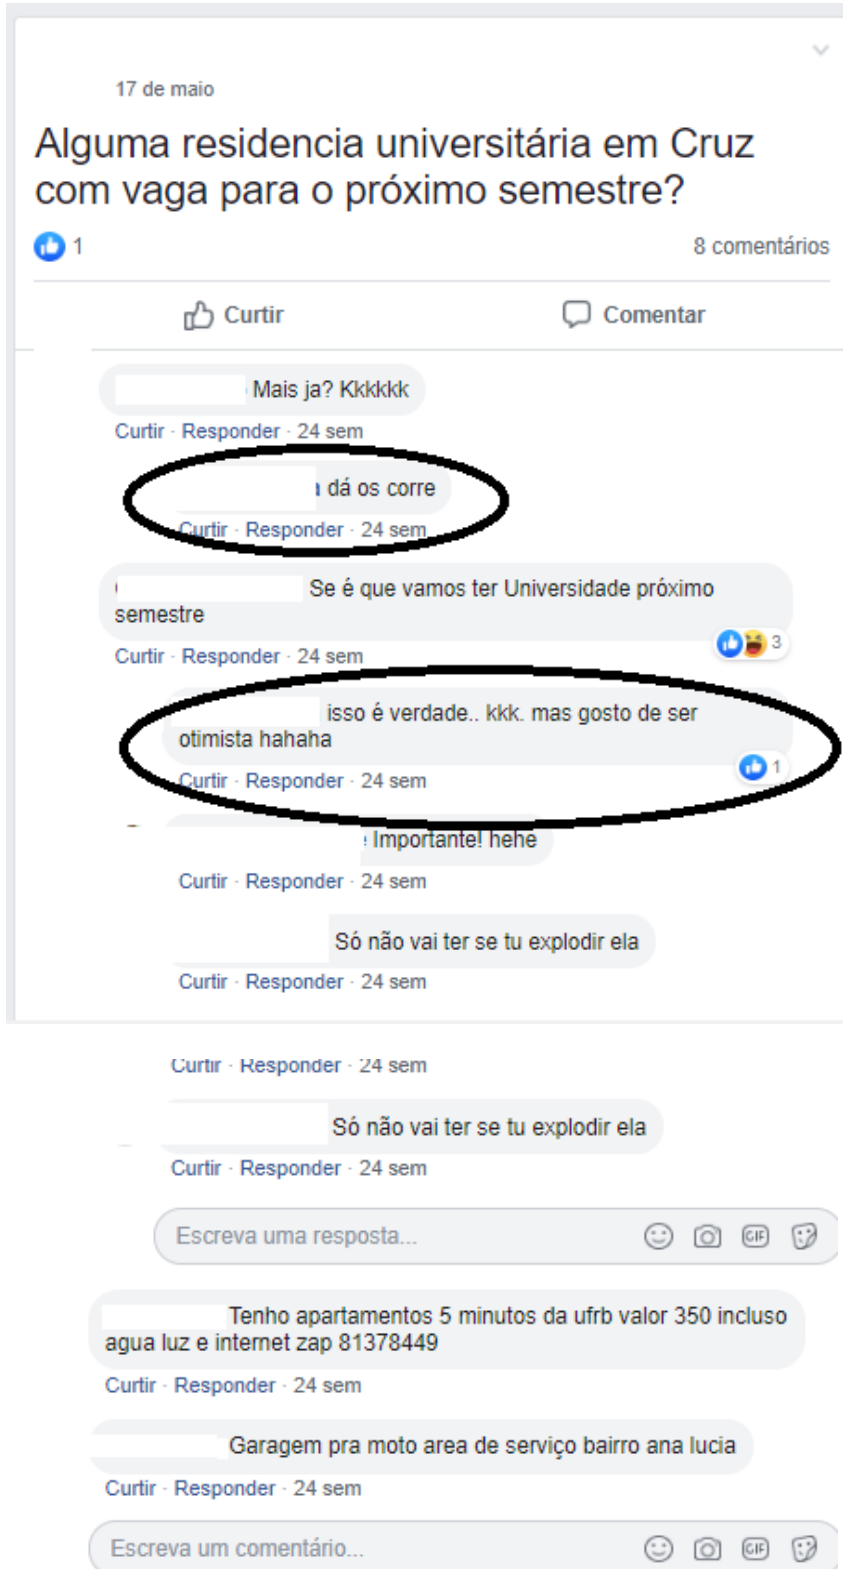 17 de maio
Alguma residencia universitária em Cruz
com vaga para o próximo semestre?
1
8 comentários
Curtir
Comentar
Mais ja? Kkkkkk
Curtir · Responder · 24 sem
dá os corre
Curtir · Responder · 24 sem
Se é que vamos ter Universidade próximo
semestre
3
Curtir · Responder · 24 sem
isso é verdade.. kkk. mas gosto de ser
otimista hahaha
1
Curtir · Responder · 24 sem
Importante! hehe
Curtir · Responder · 24 sem
Só não vai ter se tu explodir ela
Curtir · Responder · 24 sem
Curtir · Responder · 24 sem
Só não vai ter se tu explodir ela
Curtir · Responder · 24 sem
Escreva uma resposta...
GIF
Tenho apartamentos 5 minutos da ufrb valor 350 incluso
agua luz e internet zap 81378449
Curtir · Responder · 24 sem
Garagem pra moto area de serviço bairro ana lucia
Curtir · Responder · 24 sem
Escreva um comentário...
GIF